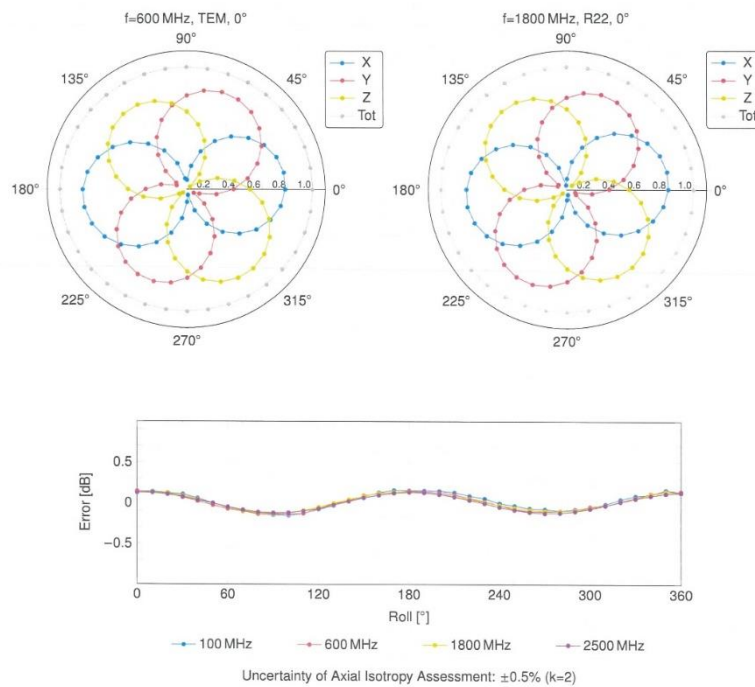 f=600 MHz, TEM, 0°
90°
135°
45°
X
Y
Z
Tot
180°
0.2 0.4 0.6 0.8 1.0
0°
225°
315°
270°
f=1800 MHz, R22, 0°
90°
135°
45°
X
Y
Z
Tot
180°
0.2 0.4 0.6 0.8 1.0
0°
225°
315°
270°
0.5
0
−0.5
Error [dB]
0 60 120 180 240 300 360
Roll [°]
100 MHz 600 MHz 1800 MHz 2500 MHz
Uncertainty of Axial Isotropy Assessment: ±0.5% (k=2)